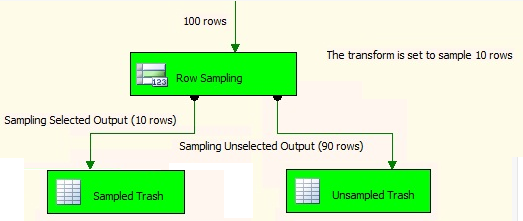 100 rows
The transform is set to sample 10 rows
123
Row Sampling
Sampling Selected Output (10 rows)
Sampling Unselected Output (90 rows)
Sampled Trash
Unsampled Trash